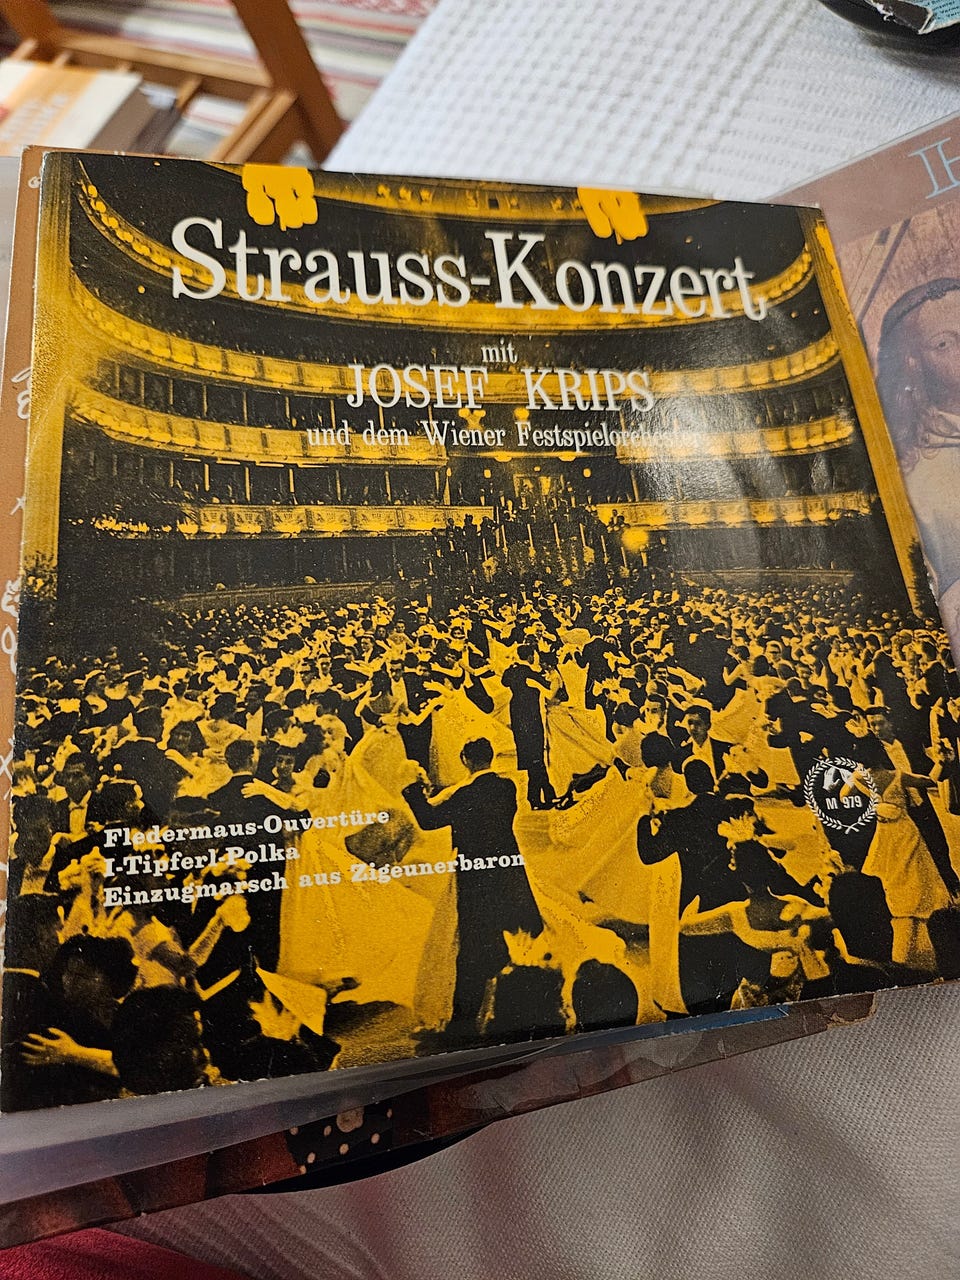 Strauss-Konzert
mit
JOSEF KRIPS
und dem Wiener Festspielorchester
Fledermaus-Ouvertüre
I-Tipferl-Polka
Einzugmarsch aus Zigeunerbaron
M 979